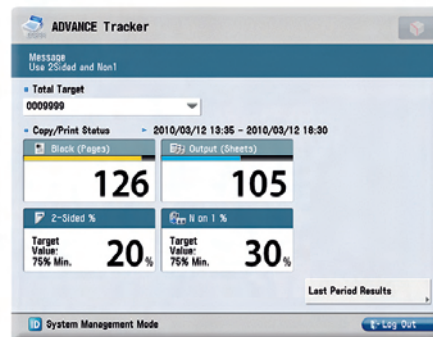 ADVANCE Tracker
Message
Use 2Sided and Non1
Total Target
0009999
Copy/Print Status
2010/03/12 13:35 - 2010/03/12 18:30
Black (Pages)
Output (Sheets)
126
105
2-Sided %
N on 1 %
Target
Value:
75% Min.
20%
Target
Value:
75% Min.
30%
Last Period Results
ID System Management Mode
Log Out